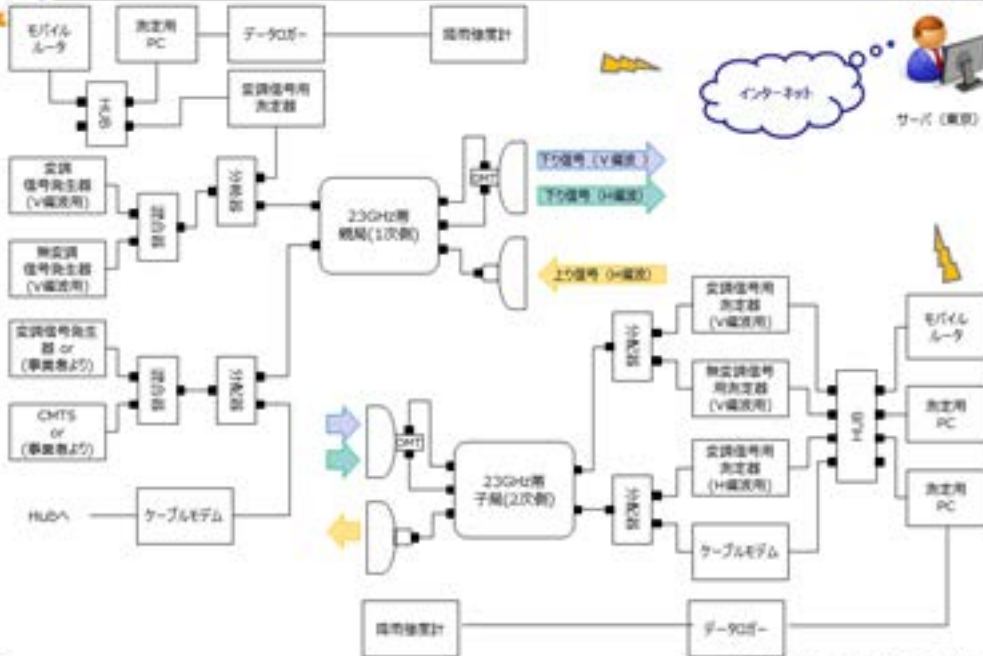 モバイル
ルータ
測定用
PC
データロガー
降雨強度計
HUB
変調信号用
測定器
インターネット
サーバ（東京）
変調
信号発生器
(V偏波用)
無変調
信号発生器
(V偏波用)
混合器
分配器
23GHz帯
親局(1次側)
OMT
下り信号（V偏波）
下り信号（H偏波）
上り信号（H偏波）
変調信号発生
器 or
(事業者より)
CMTS
or
(事業者より)
混合器
分配器
Hubへ
ケーブルモデム
OMT
23GHz帯
子局(2次側)
分配器
分配器
変調信号用
測定器
(V偏波用)
無変調信号
用測定器
(V偏波用)
変調信号用
測定器
(H偏波用)
ケーブルモデム
HUB
モバイル
ルータ
測定用
PC
測定用
PC
降雨強度計
データロガー